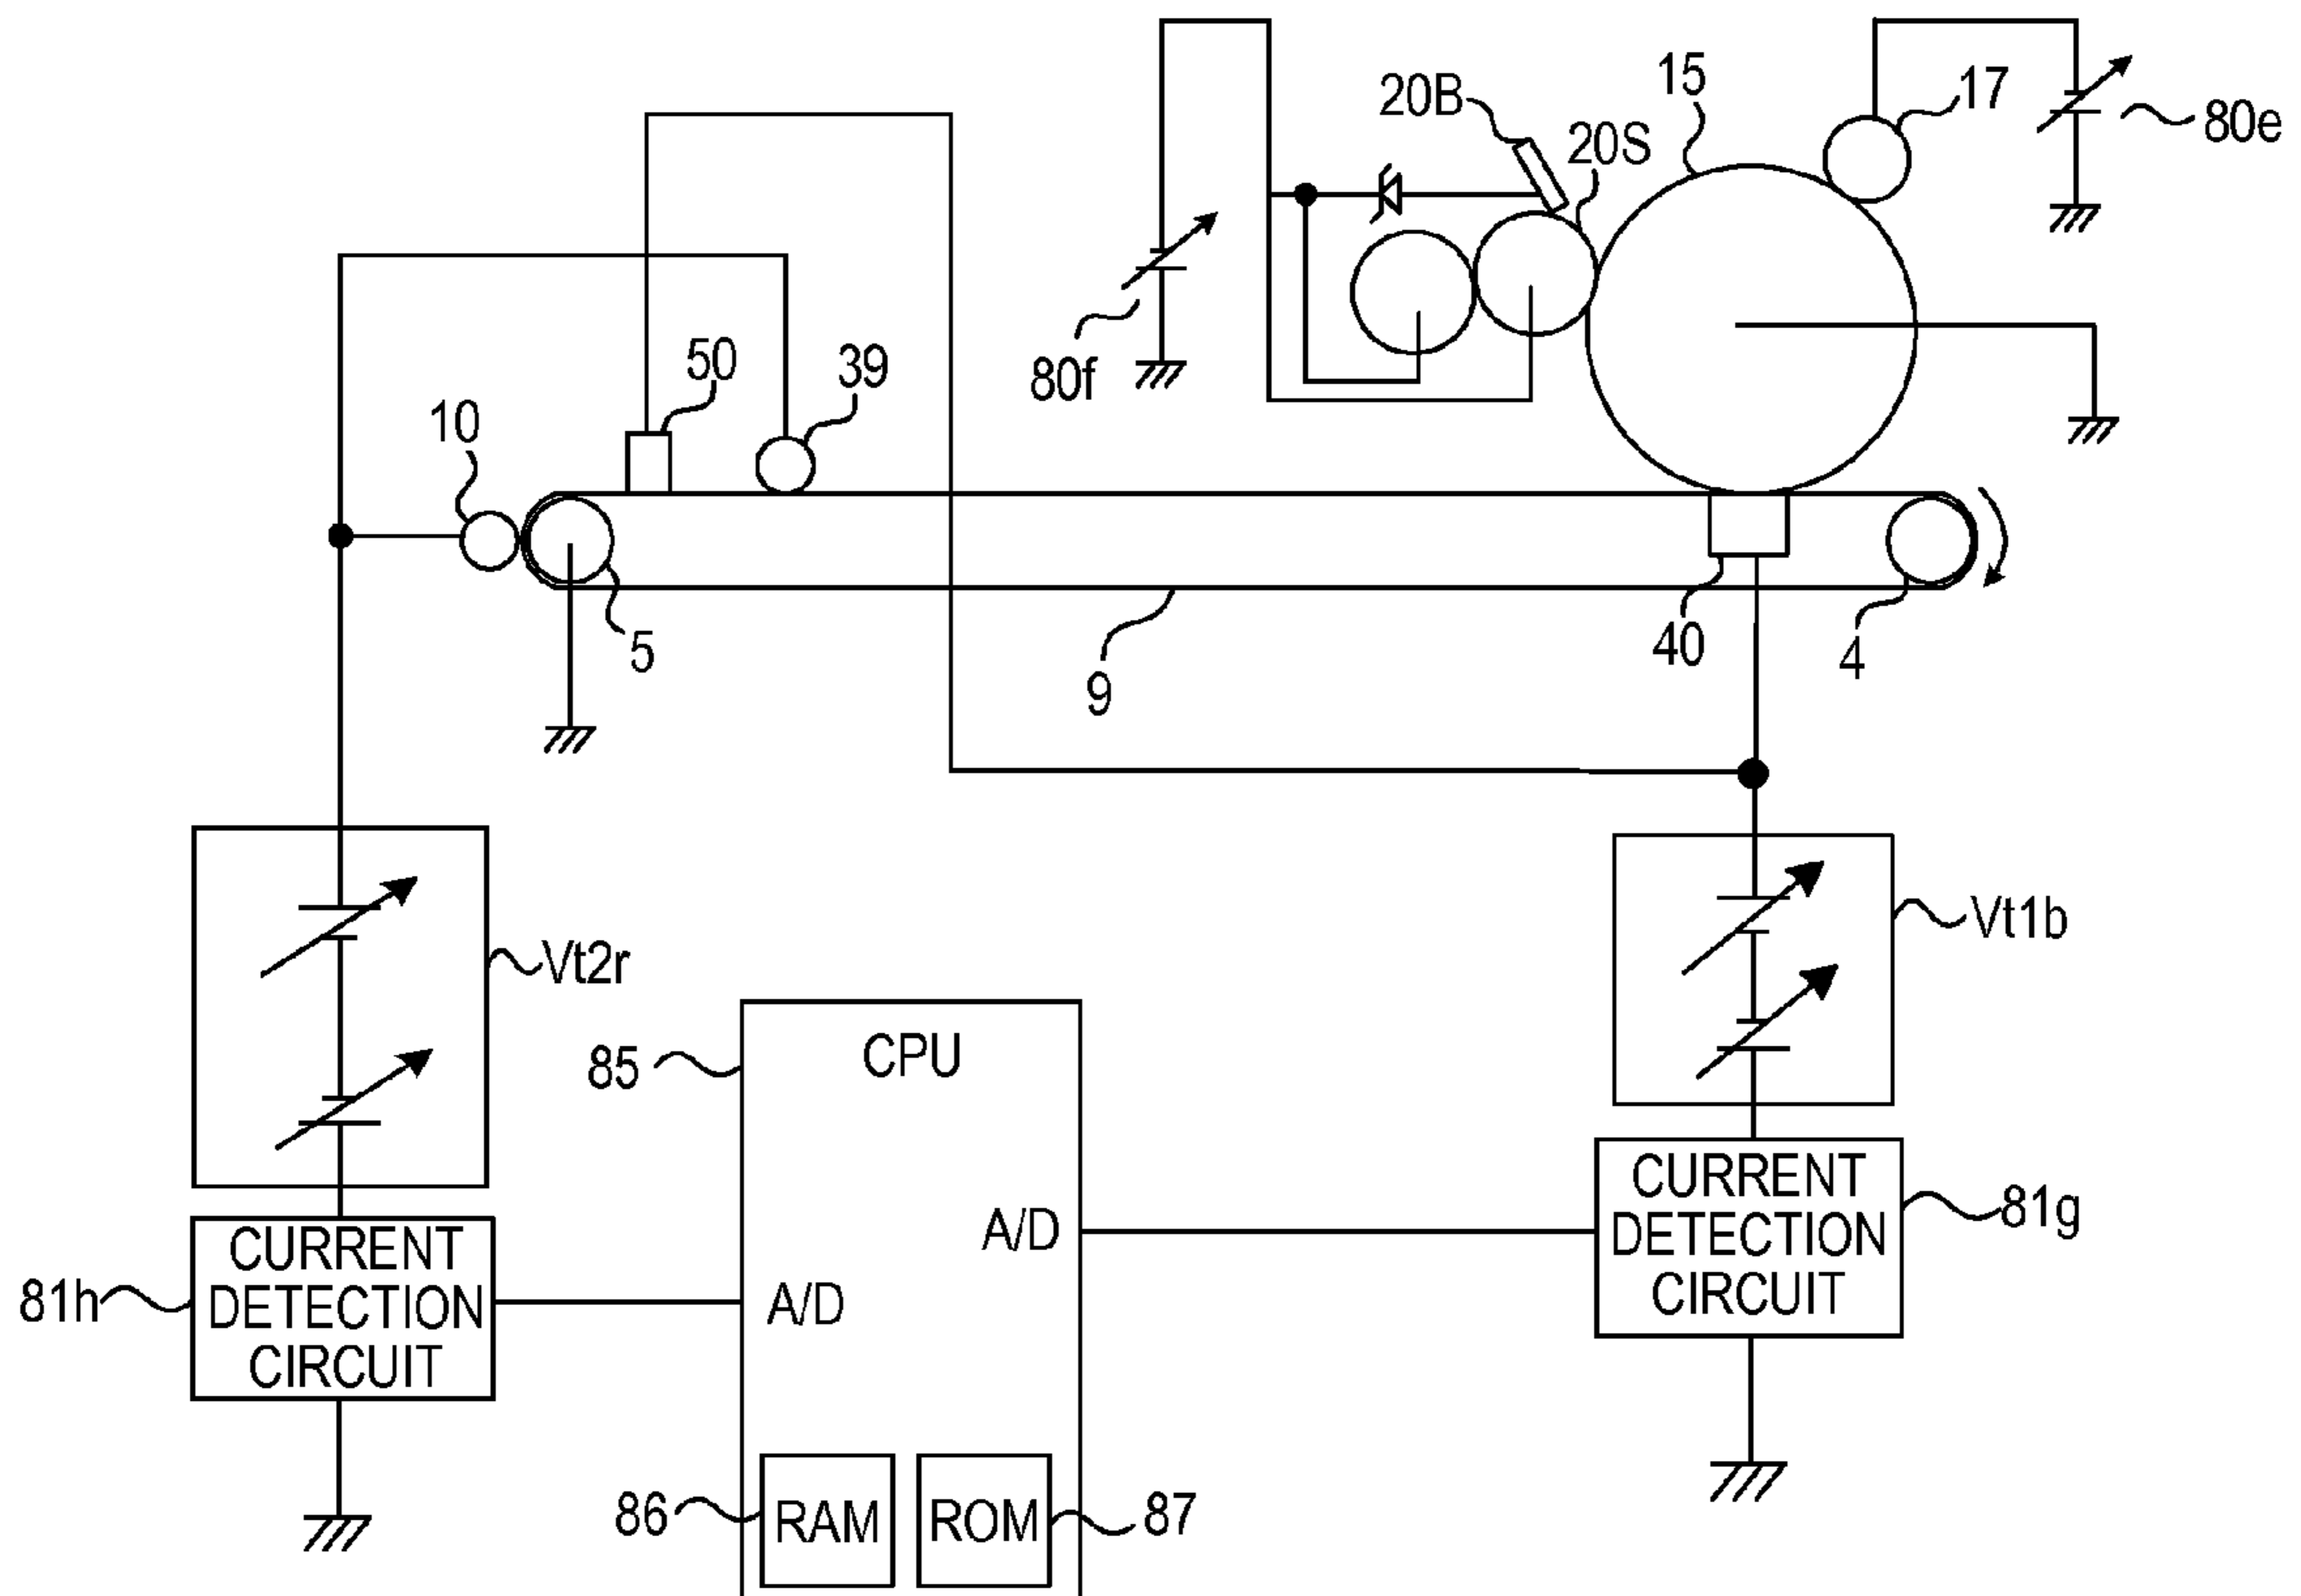 15
17
20B
20S
80e
50
39
80f
10
5
9
40
4
Vt2r
Vt1b
85
CPU
A/D
A/D
CURRENT
DETECTION
CIRCUIT
81g
81h
CURRENT
DETECTION
CIRCUIT
86
RAM
ROM
87